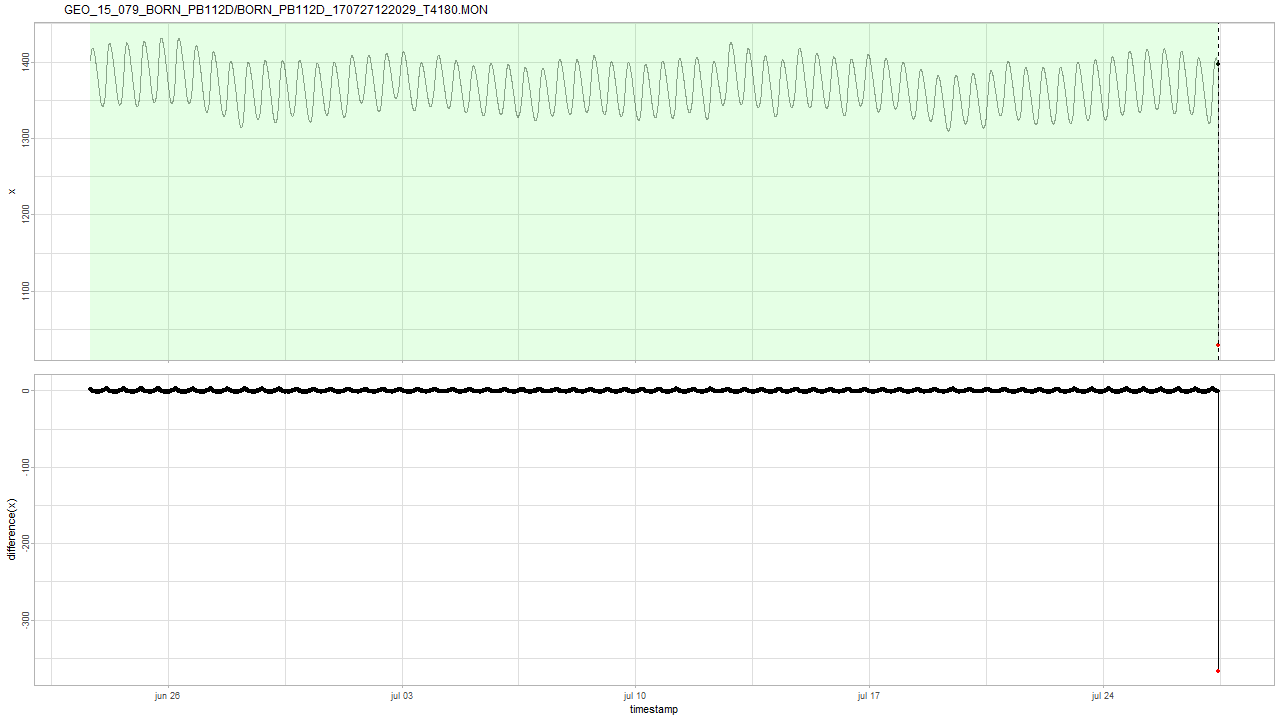 GEO_15_079_BORN_PB112D/BORN_PB112D_170727122029_T4180.MON
1400
1300
x
1200
1100
0
-100
difference(x)
-200
-300
jun 26
jul 03
jul 10
jul 17
jul 24
timestamp